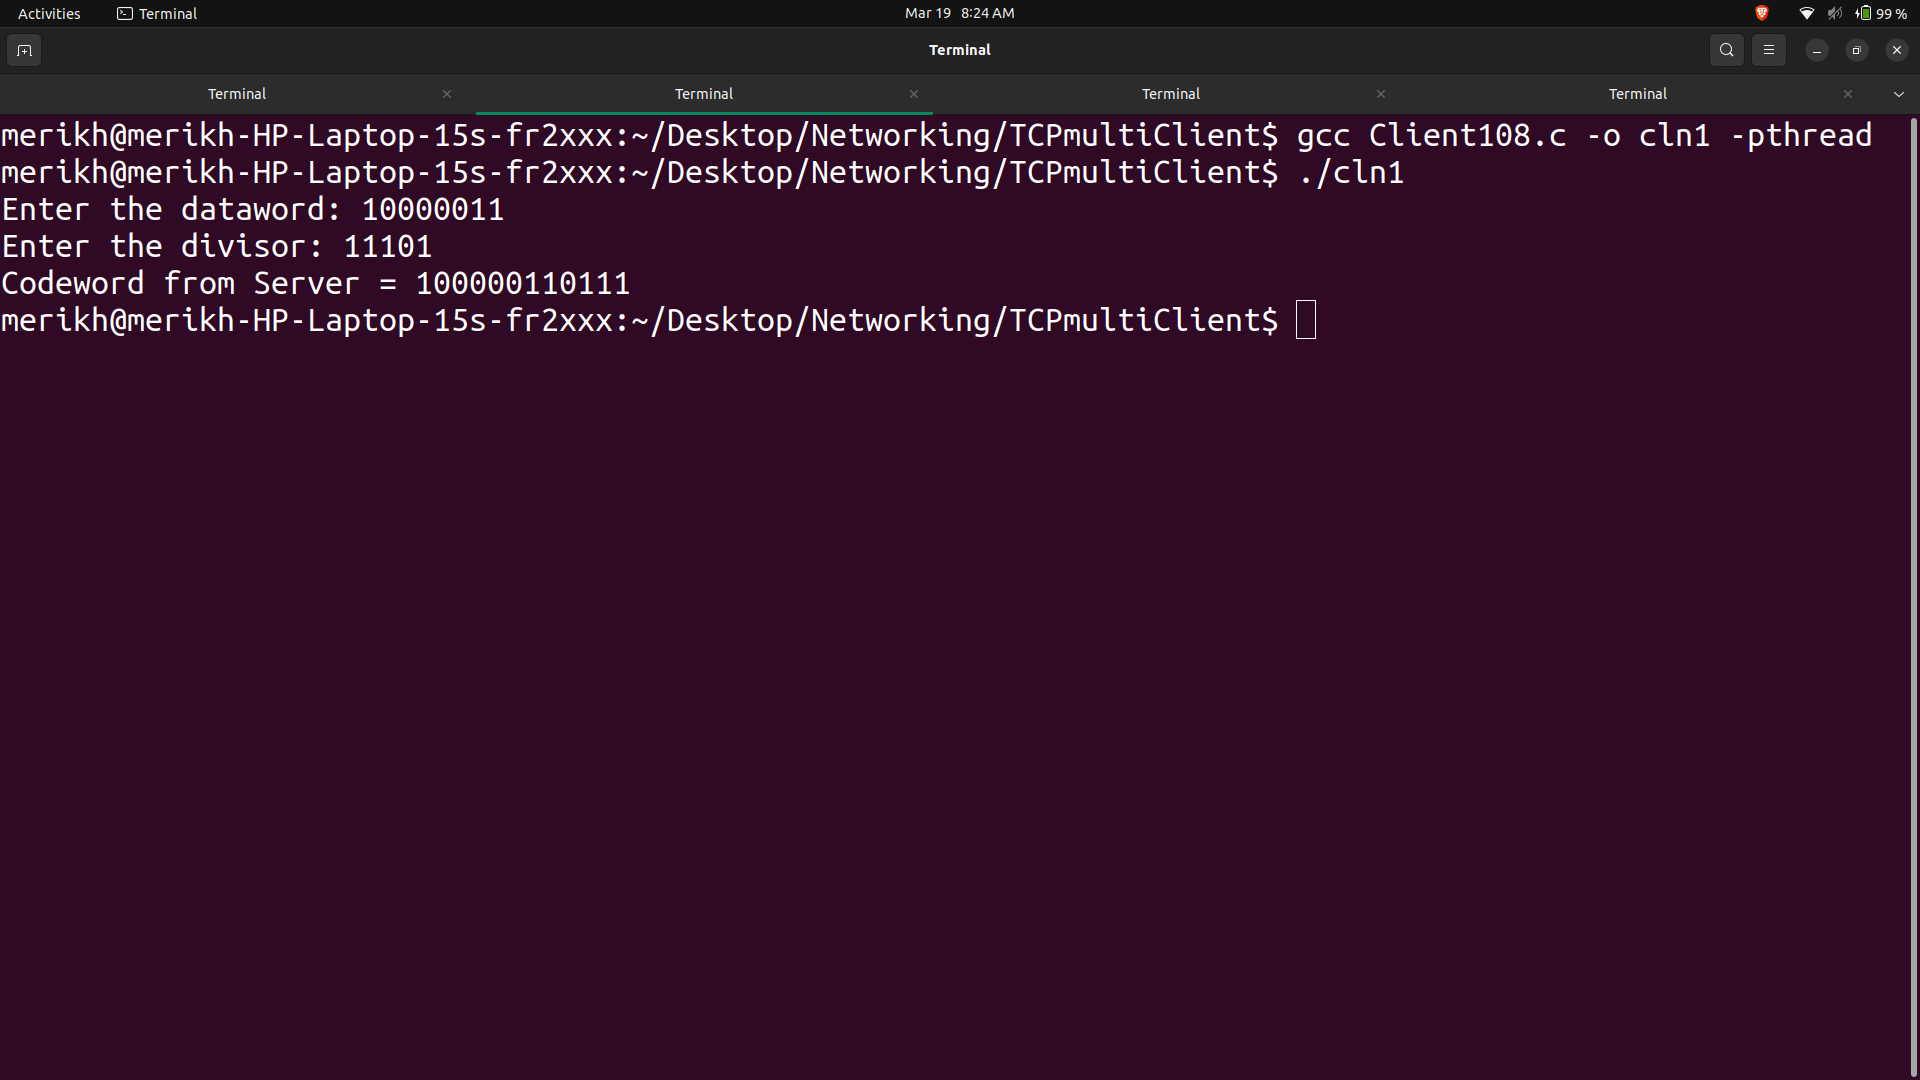 Activities Terminal Mar 19 8:24 AM 99 %
Terminal
Terminal Terminal Terminal Terminal
merikh@merikh-HP-Laptop-15s-fr2xxx:~/Desktop/Networking/TCPmultiClient$ gcc Client108.c -o cln1 -pthread
merikh@merikh-HP-Laptop-15s-fr2xxx:~/Desktop/Networking/TCPmultiClient$ ./cln1
Enter the dataword: 10000011
Enter the divisor: 11101
Codeword from Server = 100000110111
merikh@merikh-HP-Laptop-15s-fr2xxx:~/Desktop/Networking/TCPmultiClient$